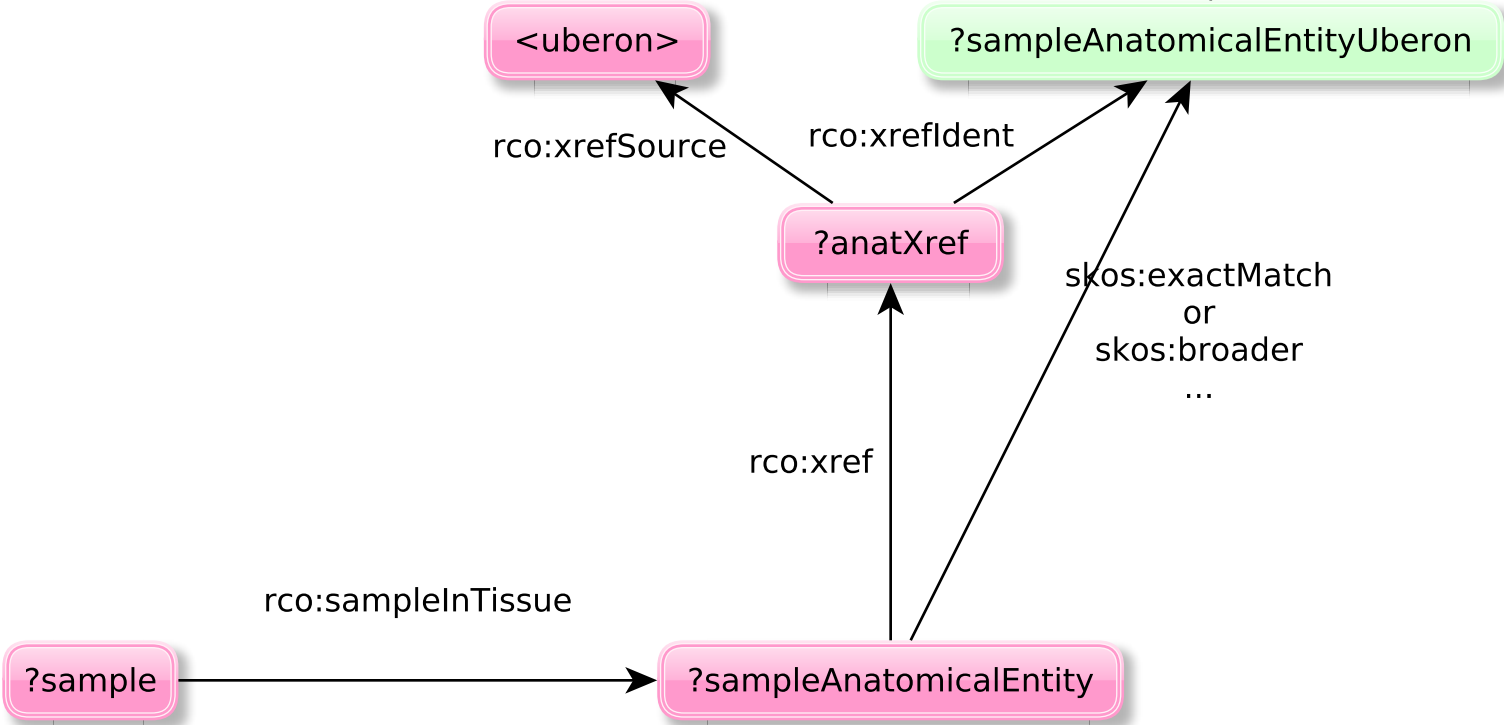 <uberon>
?sampleAnatomicalEntityUberon
rco:xrefSource
rco:xrefIdent
?anatXref
skos:exactMatch
or
skos:broader
...
rco:xref
rco:sampleInTissue
?sample
?sampleAnatomicalEntity